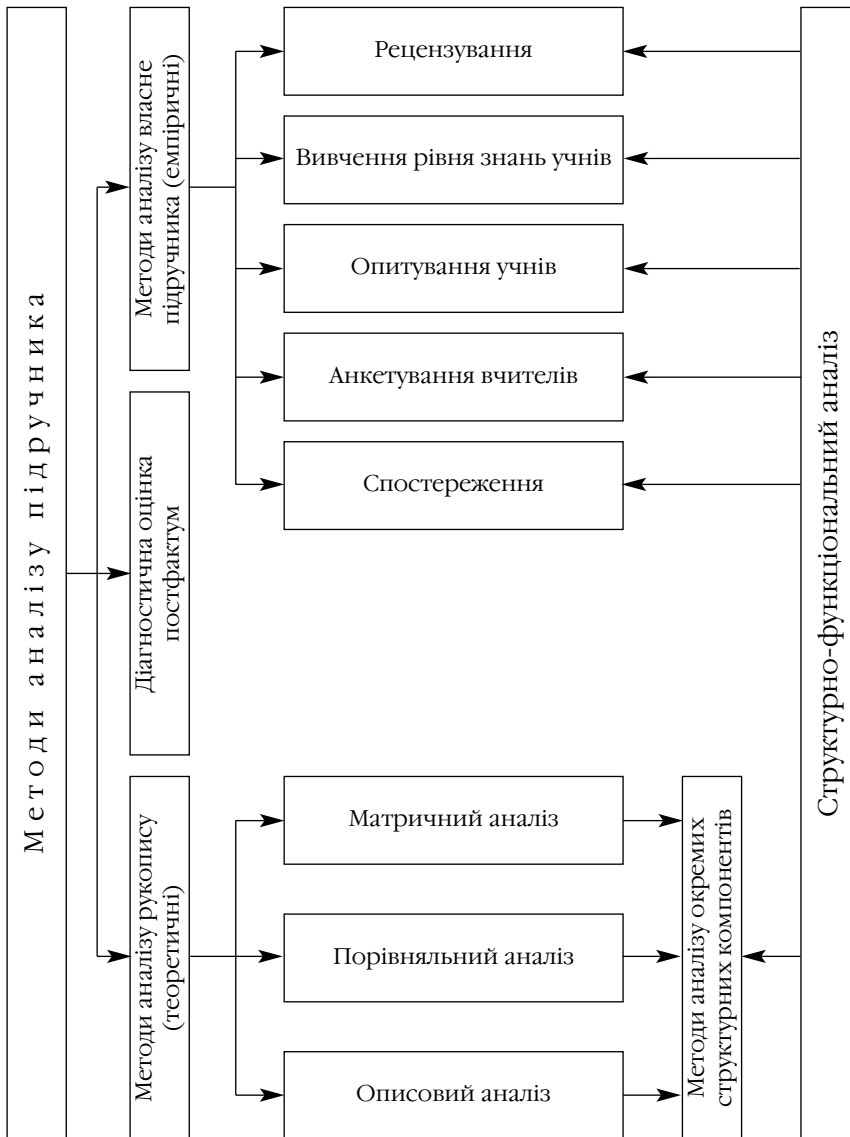 Методи аналізу підручника
Методи аналізу власне
підручника (емпіричні)
Рецензування
Вивчення рівня знань учнів
Опитування учнів
Анкетування вчителів
Спостереження
Діагностична оцінка
постфактум
Методи аналізу рукопису
(теоретичні)
Матричний аналіз
Порівняльний аналіз
Описовий аналіз
Методи аналізу окремих
структурних компонентів
Структурно-функціональний аналіз